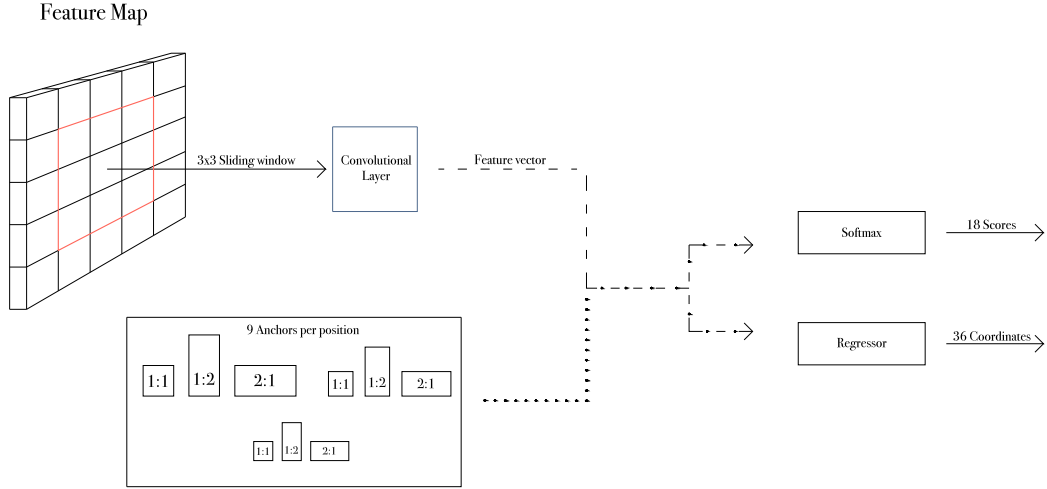 Feature Map
3x3 Sliding window
Convolutional
Layer
Feature vector
Softmax
18 Scores
9 Anchors per position
Regressor
36 Coordinates
1:1
1:2
2:1
1:1
1:2
2:1
1:1
1:2
2:1